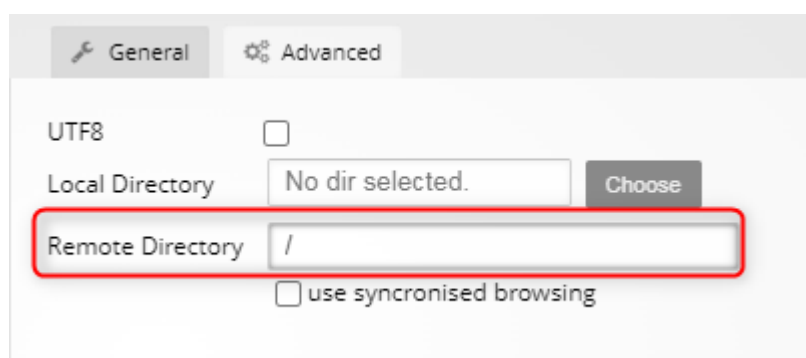 General Advanced
UTF8
Local Directory No dir selected. Choose
Remote Directory /
use syncronised browsing